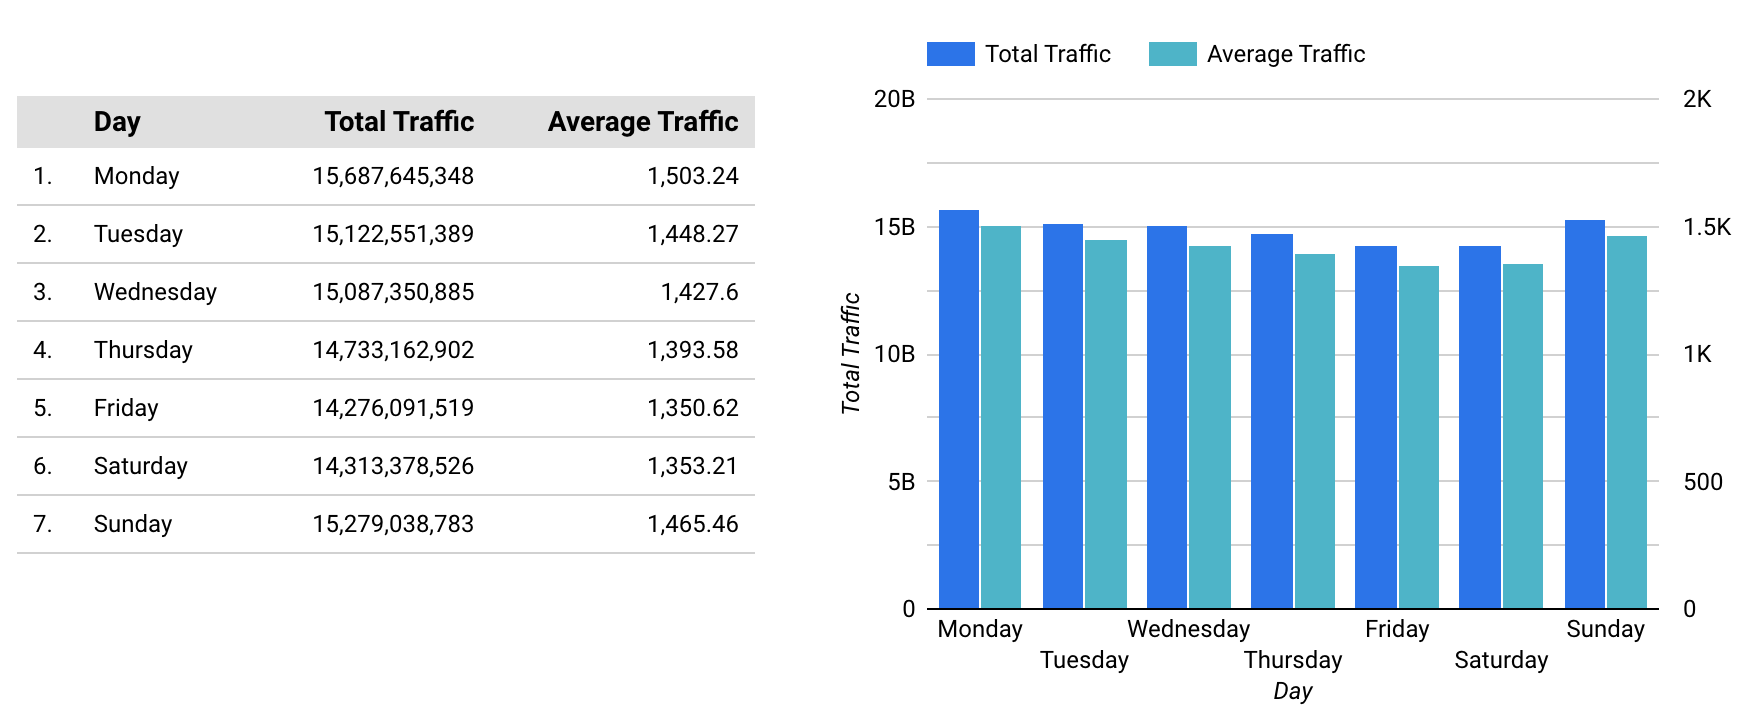 Day Total Traffic Average Traffic
1. Monday 15,687,645,348 1,503.24
2. Tuesday 15,122,551,389 1,448.27
3. Wednesday 15,087,350,885 1,427.6
4. Thursday 14,733,162,902 1,393.58
5. Friday 14,276,091,519 1,350.62
6. Saturday 14,313,378,526 1,353.21
7. Sunday 15,279,038,783 1,465.46
Total Traffic Average Traffic
20B 2K
15B 1.5K
10B 1K
5B 500
0 0
Total Traffic
Monday Wednesday Friday Sunday
Tuesday Thursday Saturday
Day